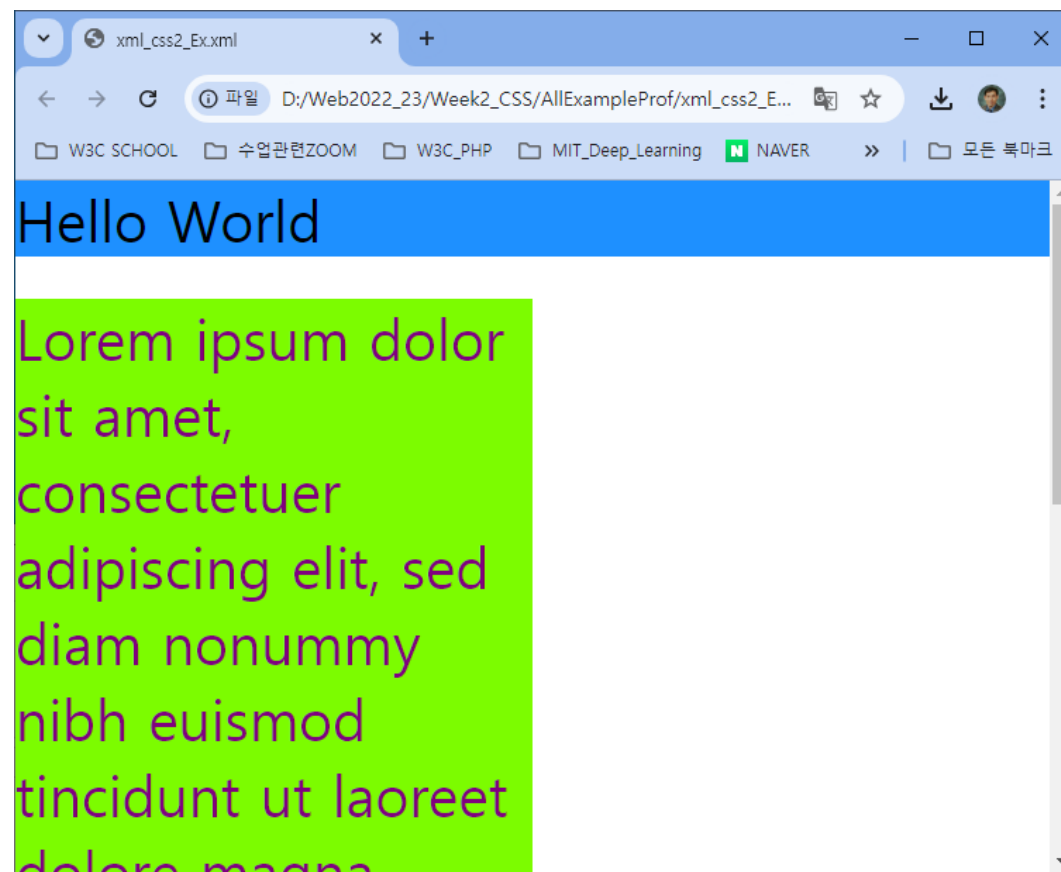 xml_css2_Ex.xml
파일 D:/Web2022_23/Week2_CSS/AllExampleProf/xml_css2_E...
W3C SCHOOL 수업관련ZOOM W3C_PHP MIT_Deep_Learning N NAVER » 모든 북마크
Hello World
Lorem ipsum dolor
sit amet,
consectetuer
adipiscing elit, sed
diam nonummy
nibh euismod
tincidunt ut laoreet
dolore magna